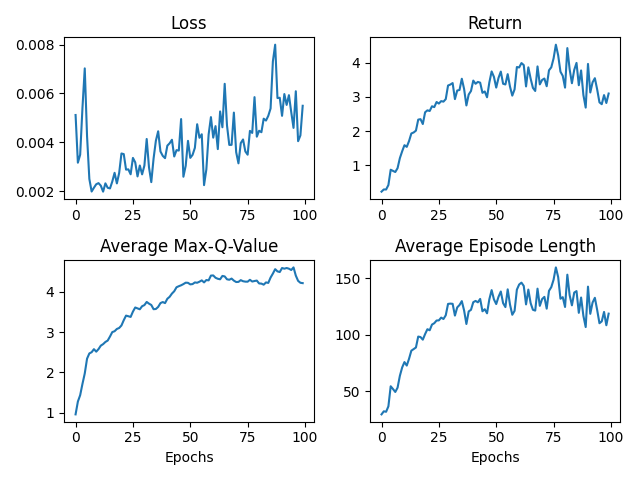 Loss
0.008
0.006
0.004
0.002
0 25 50 75 100
Return
4
3
2
1
0 25 50 75 100
Average Max-Q-Value
4
3
2
1
0 25 50 75 100
Epochs
Average Episode Length
150
100
50
0 25 50 75 100
Epochs